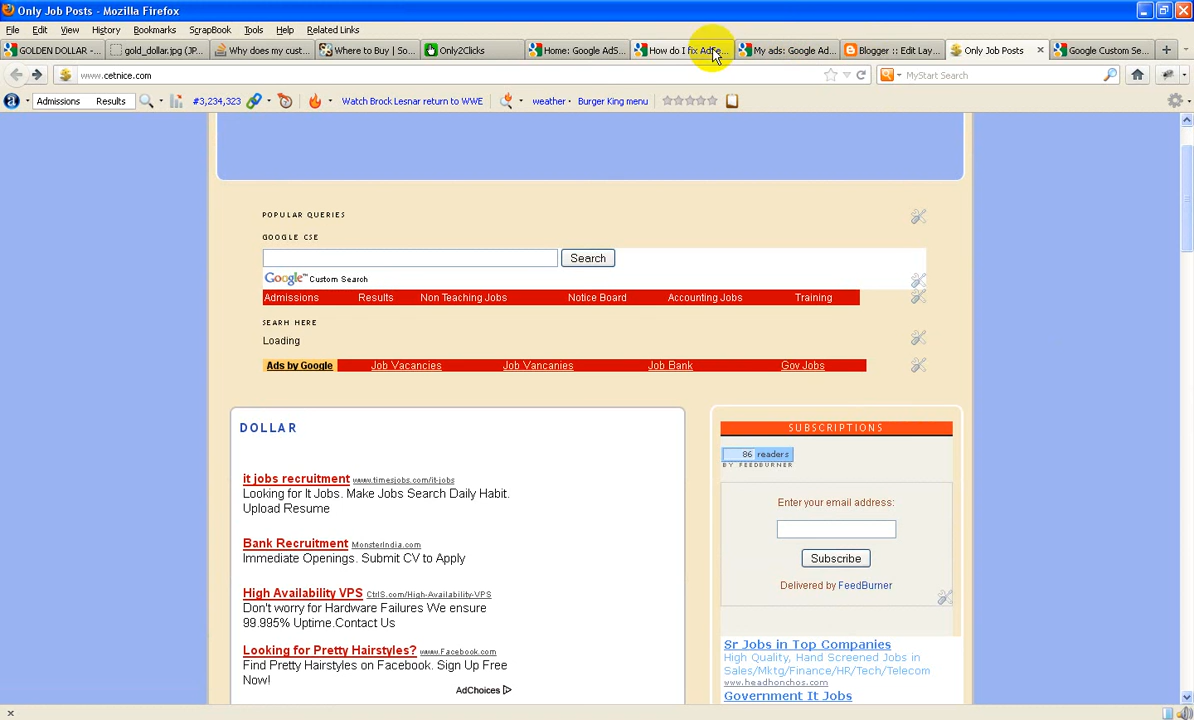 Only Job Posts - Mozilla Firefox
File Edit View History Bookmarks ScrapBook Tools Related Links
GOLDEN DOLLAR -... gold_dollar.jpg (JP... Why does my cust... Where to Buy | So... Only2Clicks Home: Google AdS... How do I fix AdSe... My ads: Google Ad... Blogger :: Edit Lay... Only Job Posts Google Custom Se...
www.cetnice.com MyStart Search
Admissions Results #3,234,323 Watch Brock Lesnar return to WWE weather Burger King menu
POPULAR QUERIES
GOOGLE CSE
Search
Google™ Custom Search
Admissions Results Non Teaching Jobs Notice Board Accounting Jobs Training
SEARH HERE
Loading
Ads by Google Job Vacancies Job Vancanies Job Bank Gov Jobs
DOLLAR
it jobs recruitment www.timesjobs.com/it-jobs
Looking for It Jobs. Make Jobs Search Daily Habit.
Upload Resume
Bank Recruitment MonsterIndia.com
Immediate Openings. Submit CV to Apply
High Availability VPS CtrlS.com/High-Availability-VPS
Don't worry for Hardware Failures We ensure
99.995% Uptime.Contact Us
Looking for Pretty Hairstyles? www.Facebook.com
Find Pretty Hairstyles on Facebook. Sign Up Free
Now!
AdChoices
SUBSCRIPTIONS
86 readers
BY FEEDBURNER
Enter your email address:
Subscribe
Delivered by FeedBurner
Sr Jobs in Top Companies
High Quality, Hand Screened Jobs in
Sales/Mktg/Finance/HR/Tech/Telecom
www.headhonchos.com
Government It Jobs